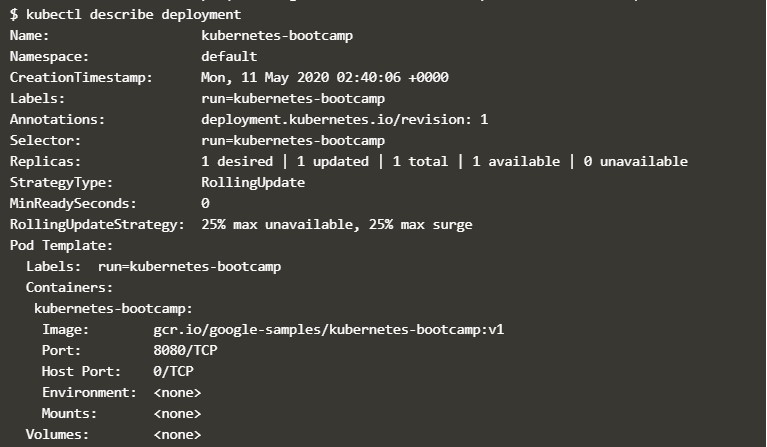 $ kubectl describe deployment
Name:                   kubernetes-bootcamp
Namespace:              default
CreationTimestamp:      Mon, 11 May 2020 02:40:06 +0000
Labels:                 run=kubernetes-bootcamp
Annotations:            deployment.kubernetes.io/revision: 1
Selector:               run=kubernetes-bootcamp
Replicas:               1 desired | 1 updated | 1 total | 1 available | 0 unavailable
StrategyType:           RollingUpdate
MinReadySeconds:        0
RollingUpdateStrategy:  25% max unavailable, 25% max surge
Pod Template:
  Labels:  run=kubernetes-bootcamp
  Containers:
   kubernetes-bootcamp:
    Image:        gcr.io/google-samples/kubernetes-bootcamp:v1
    Port:         8080/TCP
    Host Port:    0/TCP
    Environment:  <none>
    Mounts:       <none>
  Volumes:        <none>